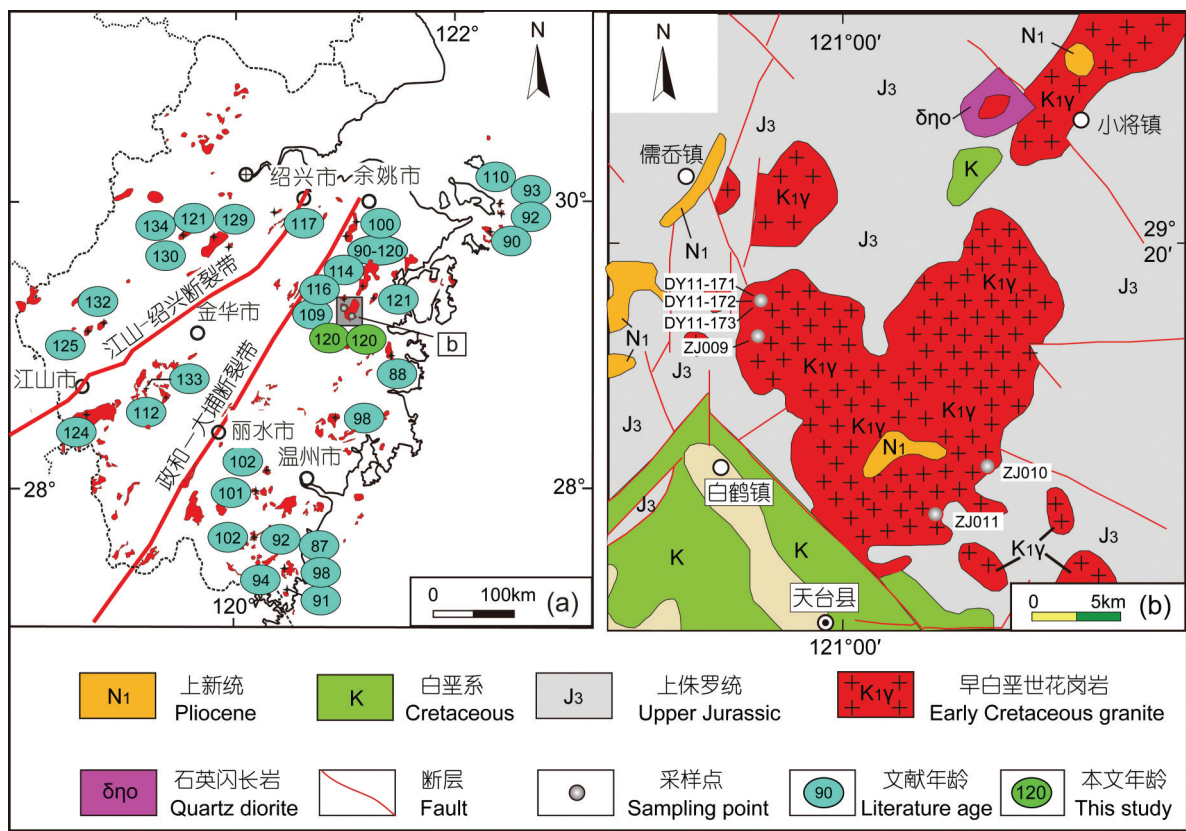 122°
N
30°
绍兴市
余姚市
110
93
92
90
134
121
129
130
117
100
90-120
114
116
109
121
120
120
b
132
125
江山-绍兴断裂带
金华市
江山市
133
112
124
88
98
政和-大埔断裂带
丽水市
温州市
102
101
28°
28°
102
92
87
98
94
91
120°
0 100km
(a)
121°00′
N
N1
J3
K1γ
δηο
小将镇
儒岙镇
K
J3
K1γ
N1
J3
29°
20′
DY11-171
DY11-172
DY11-173
ZJ009
K1γ
J3
N1
J3
K1γ
K1γ
K1γ
J3
N1
白鹤镇
ZJ010
J3
ZJ011
K
K
K1γ
J3
天台县
0 5km
(b)
121°00′
N1
上新统
Pliocene
K
白垩系
Cretaceous
J3
上侏罗统
Upper Jurassic
K1γ
早白垩世花岗岩
Early Cretaceous granite
δηο
石英闪长岩
Quartz diorite
断层
Fault
采样点
Sampling point
90
文献年龄
Literature age
120
本文年龄
This study